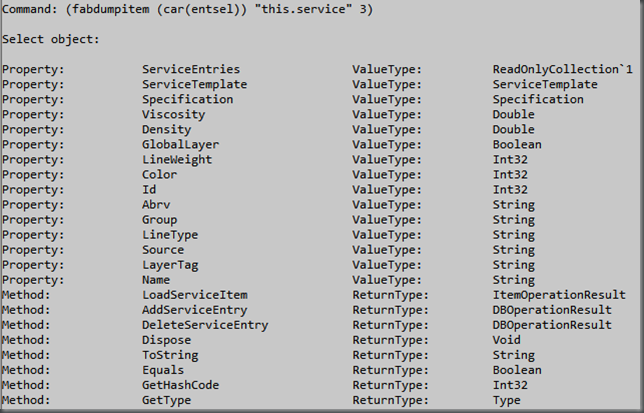 Command: (fabdumpitem (car(entsel)) "this.service" 3)
Select object:
Property: ServiceEntries ValueType: ReadOnlyCollection`1
Property: ServiceTemplate ValueType: ServiceTemplate
Property: Specification ValueType: Specification
Property: Viscosity ValueType: Double
Property: Density ValueType: Double
Property: GlobalLayer ValueType: Boolean
Property: LineWeight ValueType: Int32
Property: Color ValueType: Int32
Property: Id ValueType: Int32
Property: Abrv ValueType: String
Property: Group ValueType: String
Property: LineType ValueType: String
Property: Source ValueType: String
Property: LayerTag ValueType: String
Property: Name ValueType: String
Method: LoadServiceItem ReturnType: ItemOperationResult
Method: AddServiceEntry ReturnType: DBOperationResult
Method: DeleteServiceEntry ReturnType: DBOperationResult
Method: Dispose ReturnType: Void
Method: ToString ReturnType: String
Method: Equals ReturnType: Boolean
Method: GetHashCode ReturnType: Int32
Method: GetType ReturnType: Type